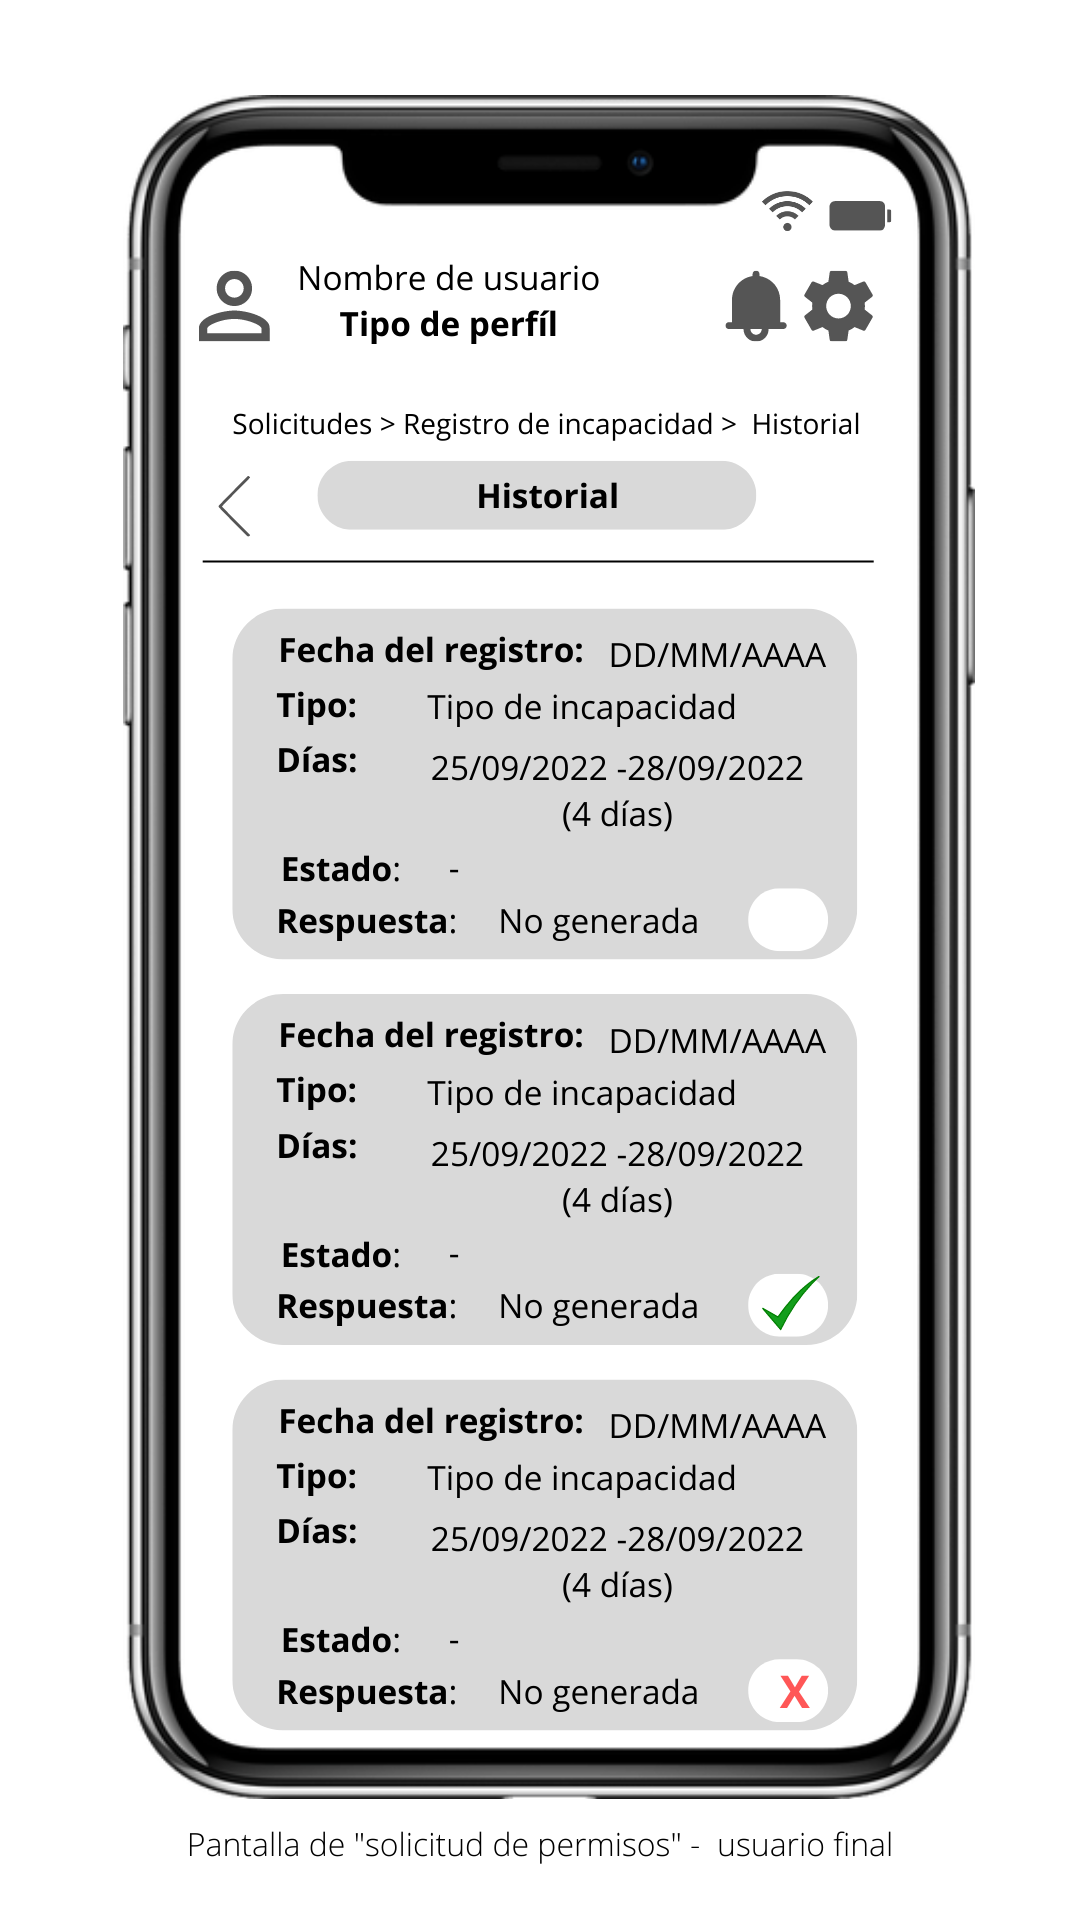 Nombre de usuario
Tipo de perfíl
Solicitudes > Registro de incapacidad > Historial
Historial
Fecha del registro: DD/MM/AAAA
Tipo: Tipo de incapacidad
Días: 25/09/2022 -28/09/2022
(4 días)
Estado: -
Respuesta: No generada
Fecha del registro: DD/MM/AAAA
Tipo: Tipo de incapacidad
Días: 25/09/2022 -28/09/2022
(4 días)
Estado: -
Respuesta: No generada
Fecha del registro: DD/MM/AAAA
Tipo: Tipo de incapacidad
Días: 25/09/2022 -28/09/2022
(4 días)
Estado: -
Respuesta: No generada X
Pantalla de "solicitud de permisos" - usuario final